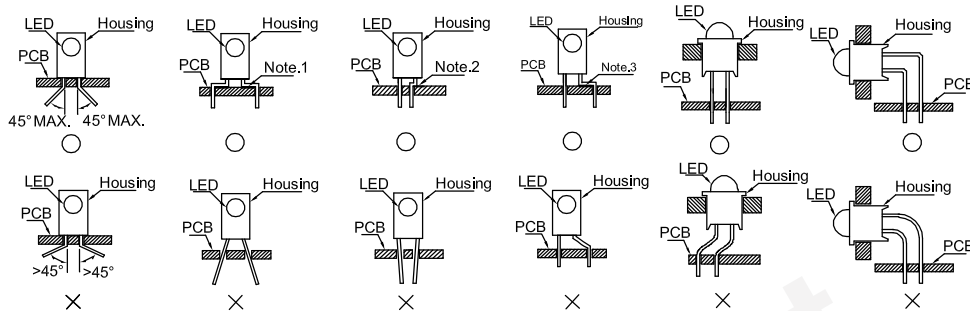 LED Housing
PCB
45° MAX. 45° MAX.
LED Housing
PCB Note.1
LED Housing
PCB Note.2
LED Housing
PCB Note.3
LED
Housing
PCB
LED Housing
PCB
LED Housing
PCB
>45° >45°
LED Housing
PCB
LED Housing
PCB
LED Housing
PCB
LED
Housing
PCB
LED Housing
PCB